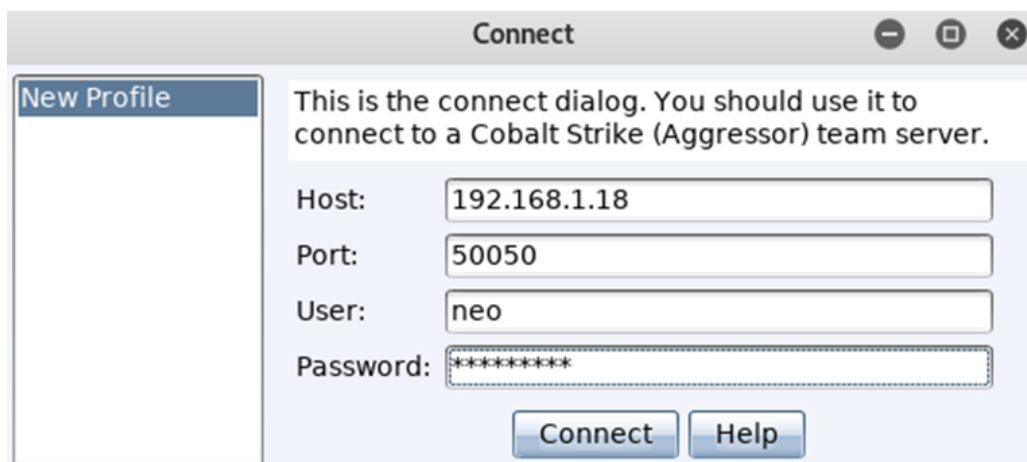 Connect
New Profile
This is the connect dialog. You should use it to
connect to a Cobalt Strike (Aggressor) team server.
Host: 192.168.1.18
Port: 50050
User: neo
Password: *********
Connect Help